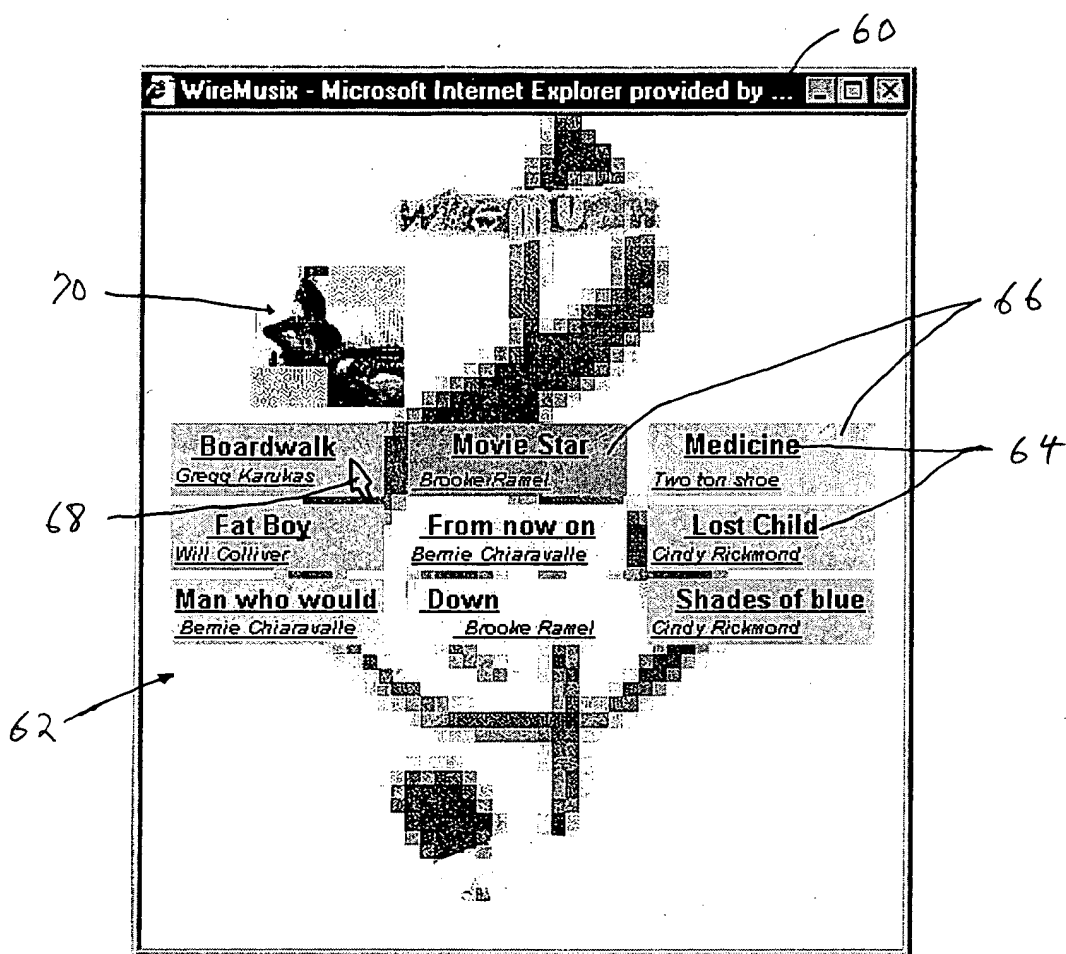 60
WireMusix - Microsoft Internet Explorer provided by ...
70
66
Boardwalk Movie Star Medicine
64
Gregg Karukas Brooke Ramel Two ton shoe
68
Fat Boy From now on Lost Child
Will Colliver Bernie Chiaravalle Cindy Rickmond
Man who would Down Shades of blue
Bernie Chiaravalle Brooke Ramel Cindy Rickmond
62